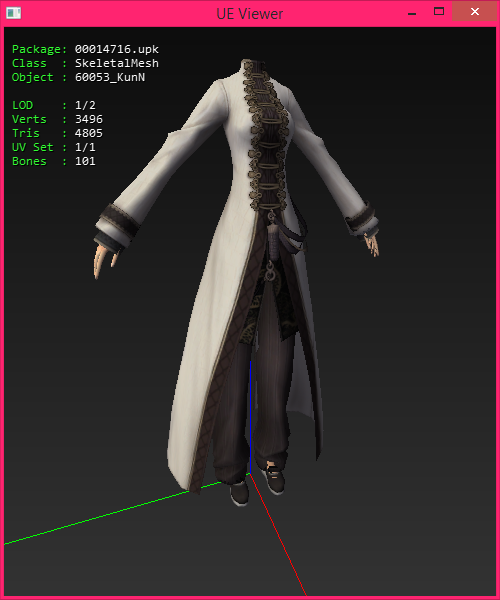 UE Viewer
Package: 00014716.upk
Class : SkeletalMesh
Object : 60053_KunN
LOD : 1/2
Verts : 3496
Tris : 4805
UV Set : 1/1
Bones : 101